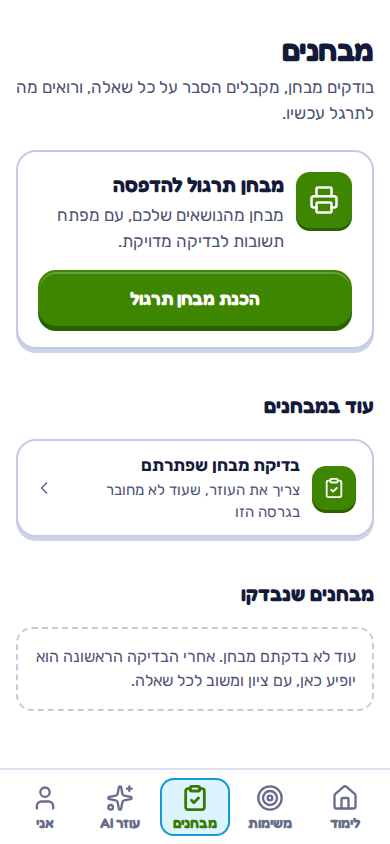 מבחנים
בודקים מבחן, מקבלים הסבר על כל שאלה, ורואים מה
לתרגל עכשיו.
מבחן תרגול להדפסה
מבחן מהנושאים שלכם, עם מפתח
תשובות לבדיקה מדויקת.
הכנת מבחן תרגול
עוד במבחנים
בדיקת מבחן שפתרתם
צריך את העוזר, שעוד לא מחובר
בגרסה הזו
מבחנים שנבדקו
עוד לא בדקתם מבחן. אחרי הבדיקה הראשונה הוא
יופיע כאן, עם ציון ומשוב לכל שאלה.
לימוד
משימות
מבחנים
עוזר AI
אני